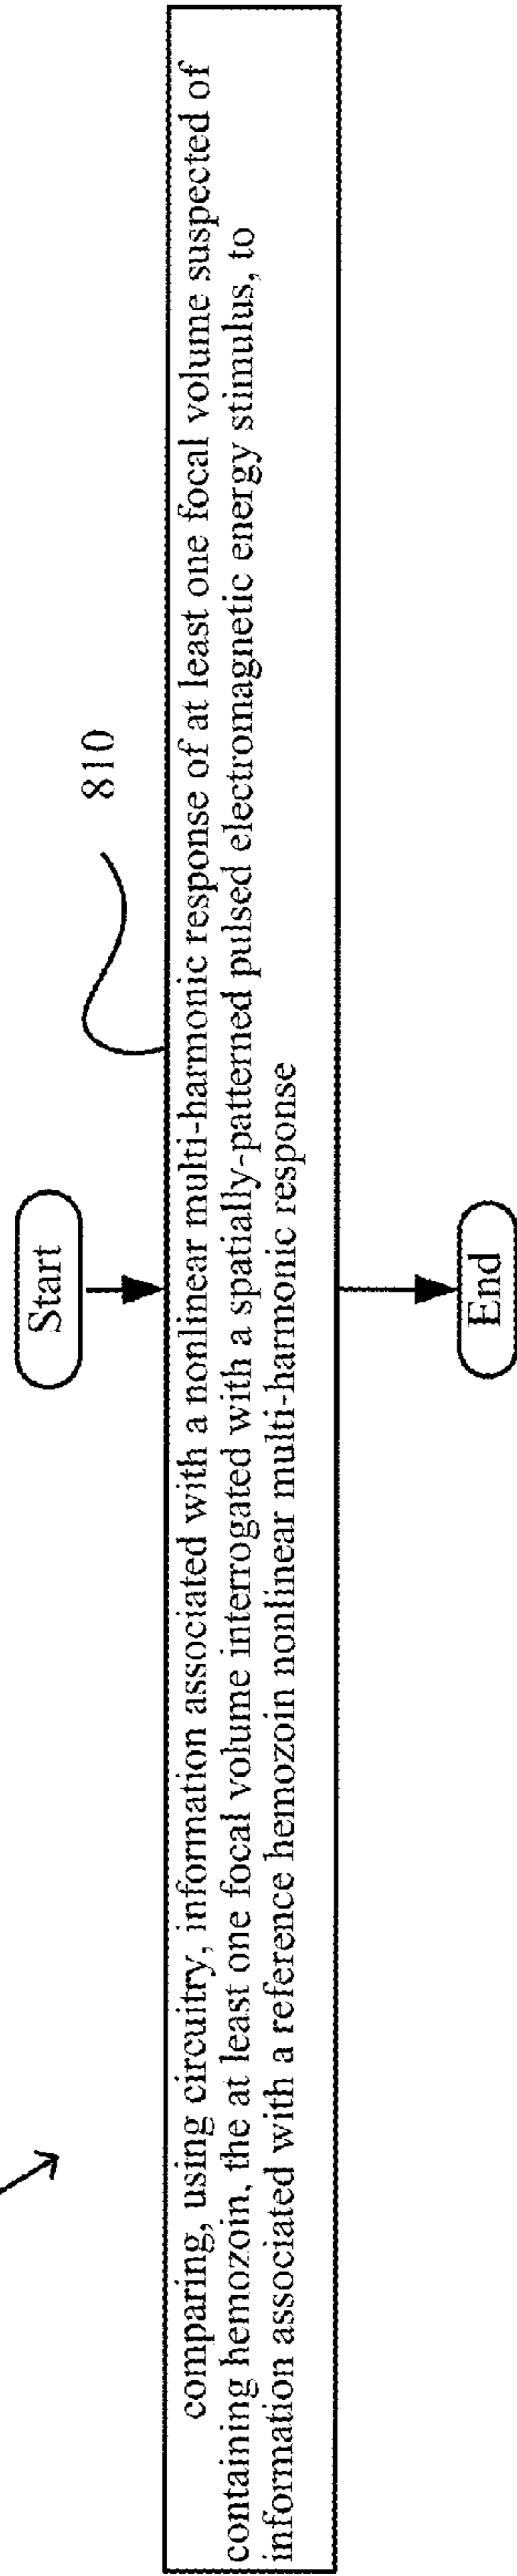 Start
810
comparing, using circuitry, information associated with a nonlinear multi-harmonic response of at least one focal volume suspected of
containing hemozoin, the at least one focal volume interrogated with a spatially-patterned pulsed electromagnetic energy stimulus, to
information associated with a reference hemozoin nonlinear multi-harmonic response
End